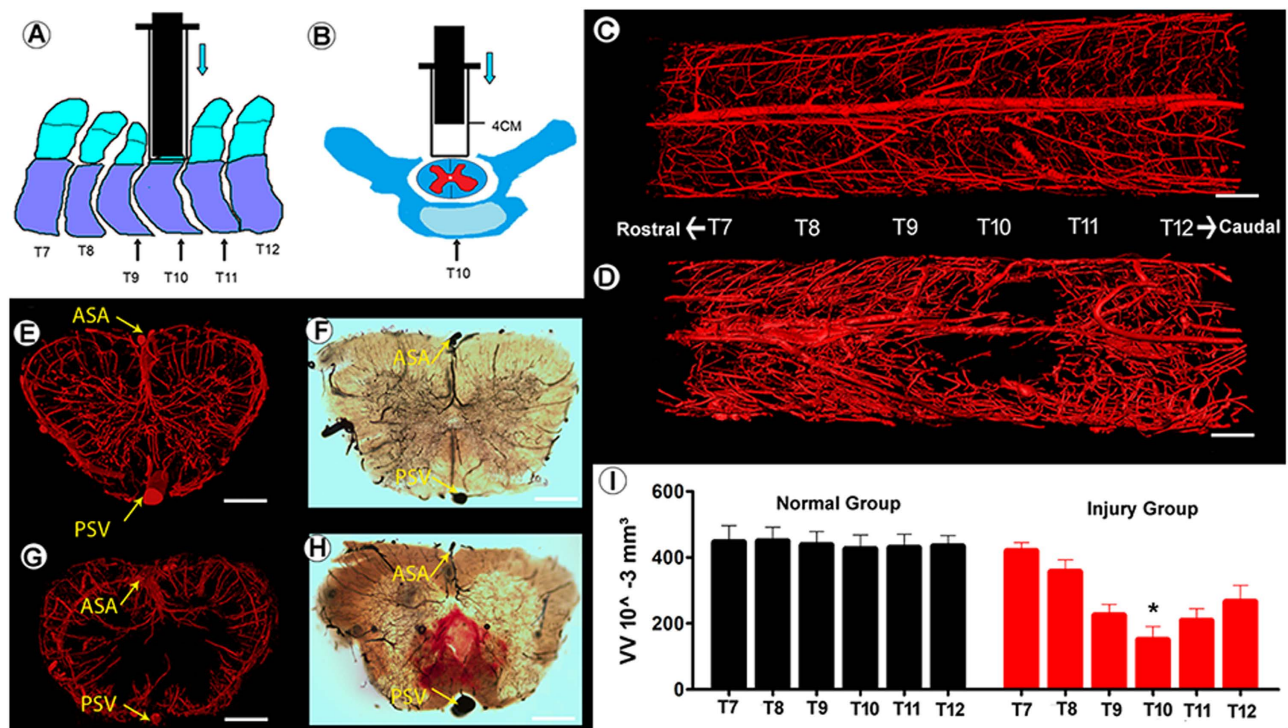 A
T7
T8
T9
T10
T11
T12
B
4CM
T10
C
Rostral ← T7 T8 T9 T10 T11 T12 → Caudal
D
E
ASA
PSV
F
ASA
PSV
G
ASA
PSV
H
ASA
PSV
I
Normal Group
Injury Group
VV 10^ -3 mm³
600
400
200
0
*
T7 T8 T9 T10 T11 T12
T7 T8 T9 T10 T11 T12